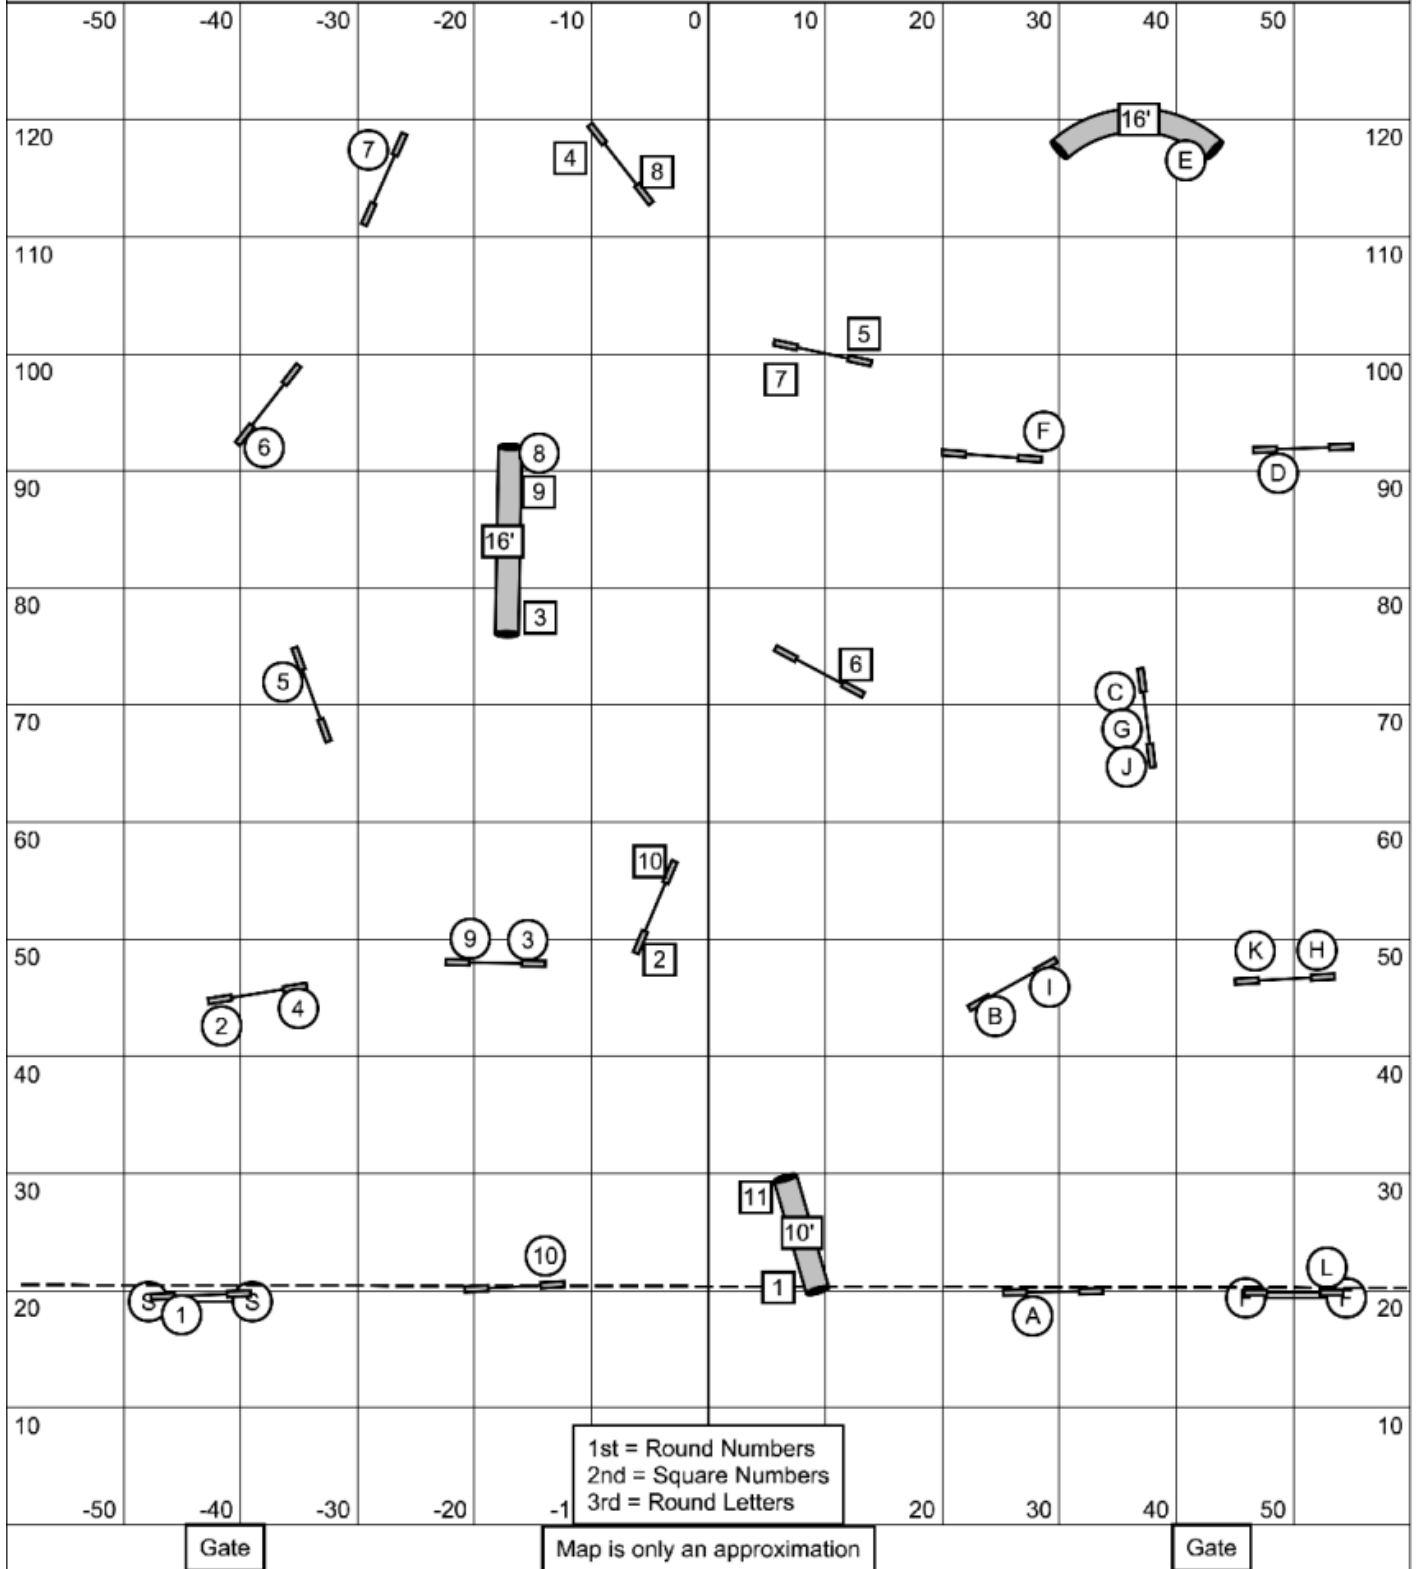 -50 -40 -30 -20 -10 0 10 20 30 40 50
16'
120 7 4 8 E 120
110 110
5
100 7 100
6 8 F D
90 9 90
16'
80 3 80
5 6 C
70 G 70
J
60 10 60
9 3 K H
50 2 I 50
2 4 B
40 40
30 11 30
10'
10 L
S 1 S 1 A F F
20 20
10 10
1st = Round Numbers
2nd = Square Numbers
3rd = Round Letters
-50 -40 -30 -20 -1 20 30 40 50
Gate Map is only an approximation Gate